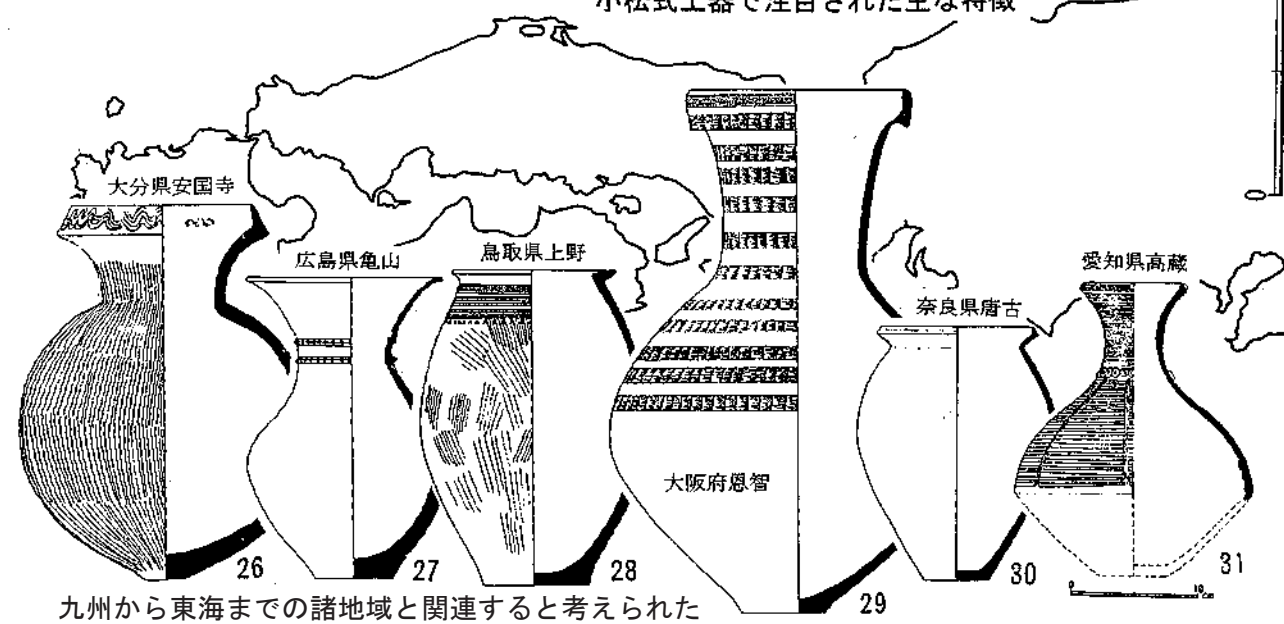 小松式土器で注目された主な特徴
大分県安国寺
広島県亀山
鳥取県上野
奈良県唐古
愛知県高蔵
大阪府恩智
26
27
28
29
30
31
0
10
九州から東海までの諸地域と関連すると考えられた